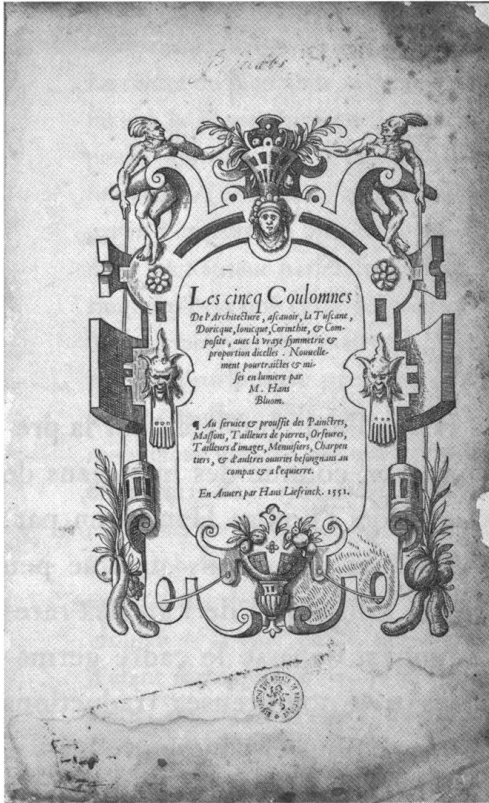 Les cincq Coulomnes
De l'Architecture, ascauoir, la Tuscane,
Doricque, Ionicque, Corinthie, & Com-
posite, auec la vraye symmetrie &
proportion dicelles. Nouuelle-
ment pourtraictes & mi-
ses en lumiere par
M. Hans
Bluom.
¶ Au seruice & prouffit des Painctres,
Massons, Tailleurs de pierres, Orfeures,
Tailleurs d'images, Menuisiers, Charpen
tiers, & d'aultres ouuries besungnans au
compas & a l'equierre.
En Anuers par Hans Liefrinck. 1551.